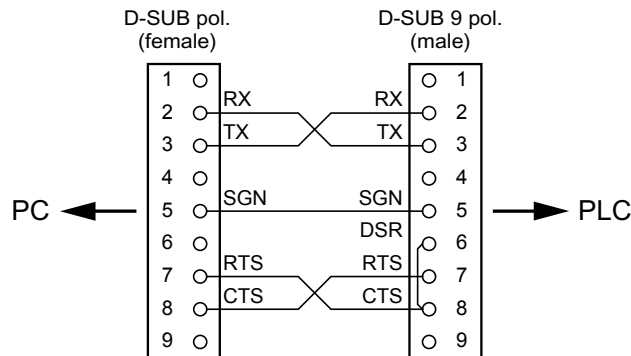 D-SUB pol. D-SUB 9 pol.
(female) (male)
1 1
2 RX RX 2
3 TX TX 3
4 4
PC 5 SGN SGN 5 PLC
6 DSR 6
7 RTS RTS 7
8 CTS CTS 8
9 9